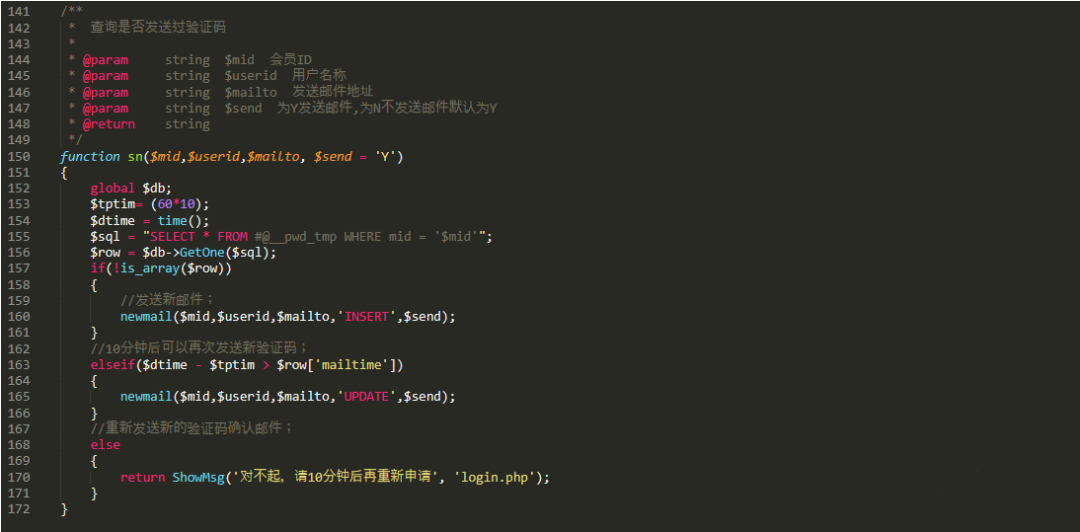 141 /**
142  *  查询是否发送过验证码
143  *
144  * @param     string  $mid  会员ID
145  * @param     string  $userid  用户名称
146  * @param     string  $mailto  发送邮件地址
147  * @param     string  $send  为Y发送邮件,为N不发送邮件默认为Y
148  * @return    string
149  */
150 function sn($mid,$userid,$mailto, $send = 'Y')
151 {
152     global $db;
153     $tptim= (60*10);
154     $dtime = time();
155     $sql = "SELECT * FROM #@__pwd_tmp WHERE mid = '$mid'";
156     $row = $db->GetOne($sql);
157     if(!is_array($row))
158     {
159         //发送新邮件；
160         newmail($mid,$userid,$mailto,'INSERT',$send);
161     }
162     //10分钟后可以再次发送新验证码；
163     elseif($dtime - $tptim > $row['mailtime'])
164     {
165         newmail($mid,$userid,$mailto,'UPDATE',$send);
166     }
167     //重新发送新的验证码确认邮件；
168     else
169     {
170         return ShowMsg('对不起，请10分钟后再重新申请', 'login.php');
171     }
172 }